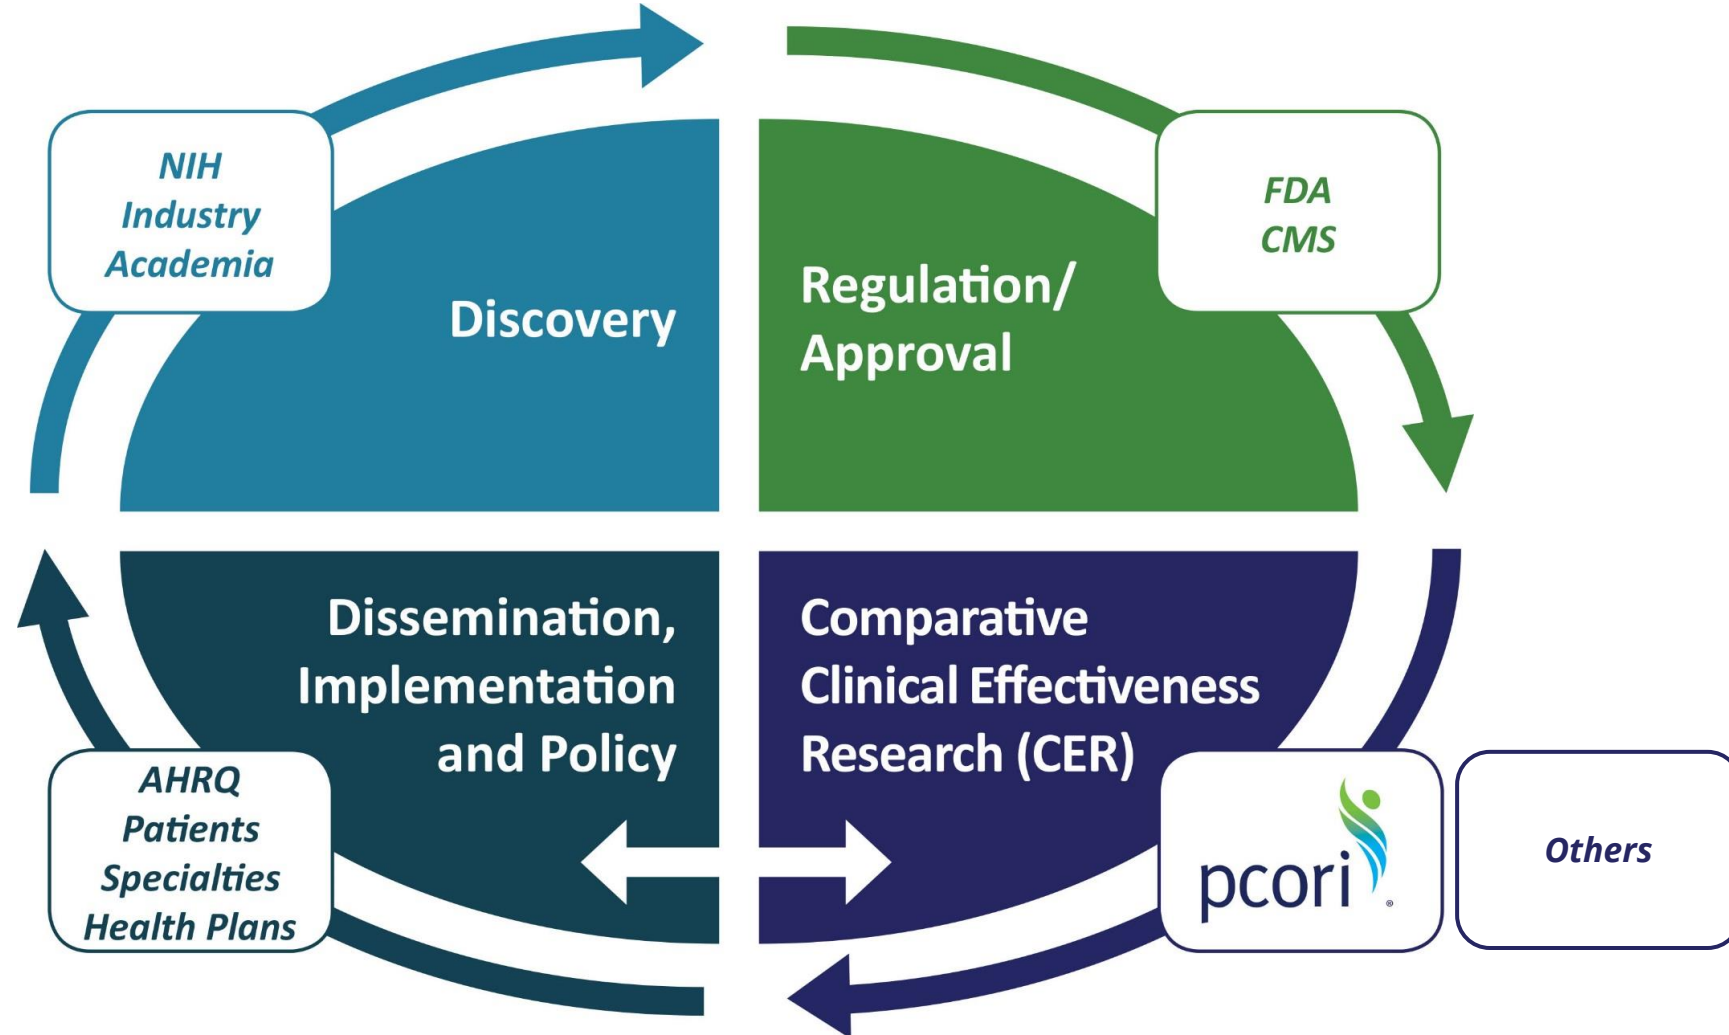 NIH
Industry
Academia
Discovery
Regulation/
Approval
FDA
CMS
Dissemination,
Implementation
and Policy
Comparative
Clinical Effectiveness
Research (CER)
AHRQ
Patients
Specialties
Health Plans
pcori®
Others